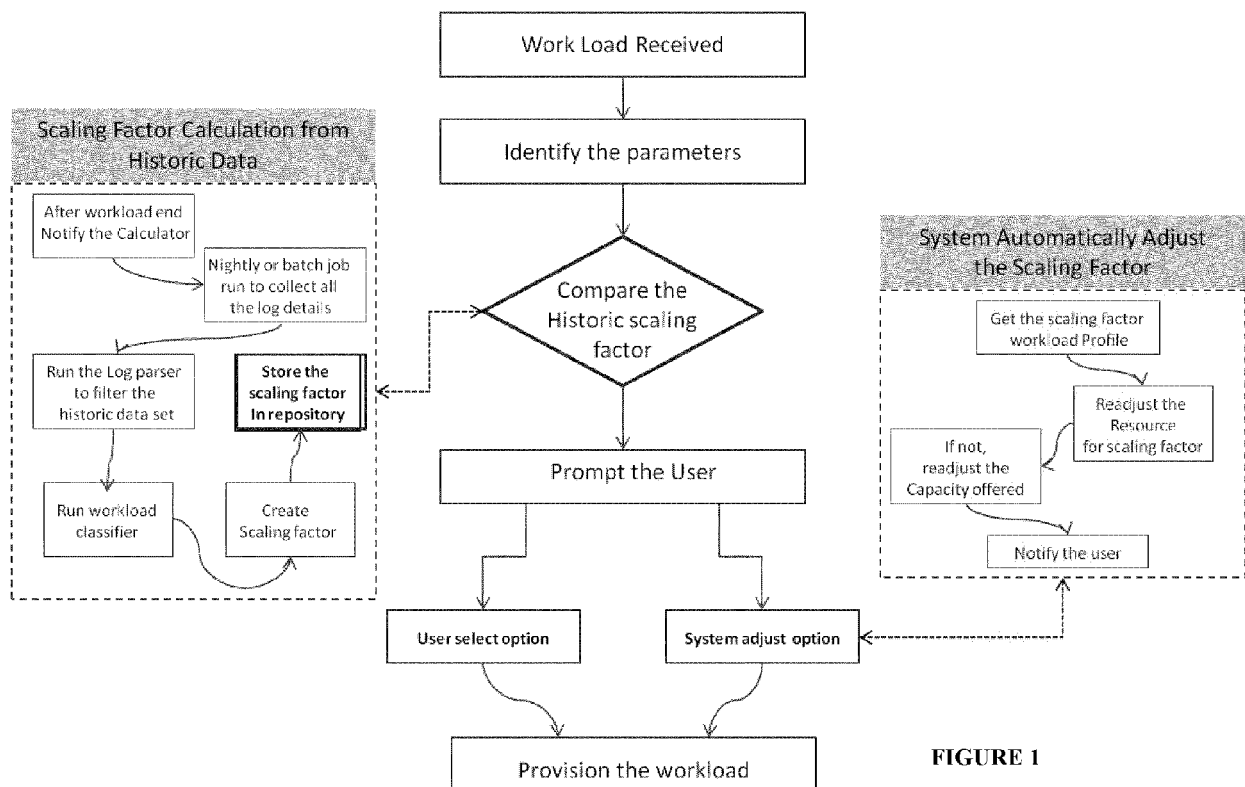 Work Load Received
Identify the parameters
Compare the
Historic scaling
factor
Prompt the User
User select option
System adjust option
Provision the workload
Scaling Factor Calculation from
Historic Data
After workload end
Notify the Calculator
Nightly or batch job
run to collect all
the log details
Run the Log parser
to filter the
historic data set
Run workload
classifier
Create
Scaling factor
Store the
scaling factor
In repository
System Automatically Adjust
the Scaling Factor
Get the scaling factor
workload Profile
Readjust the
Resource
for scaling factor
If not,
readjust the
Capacity offered
Notify the user
FIGURE 1